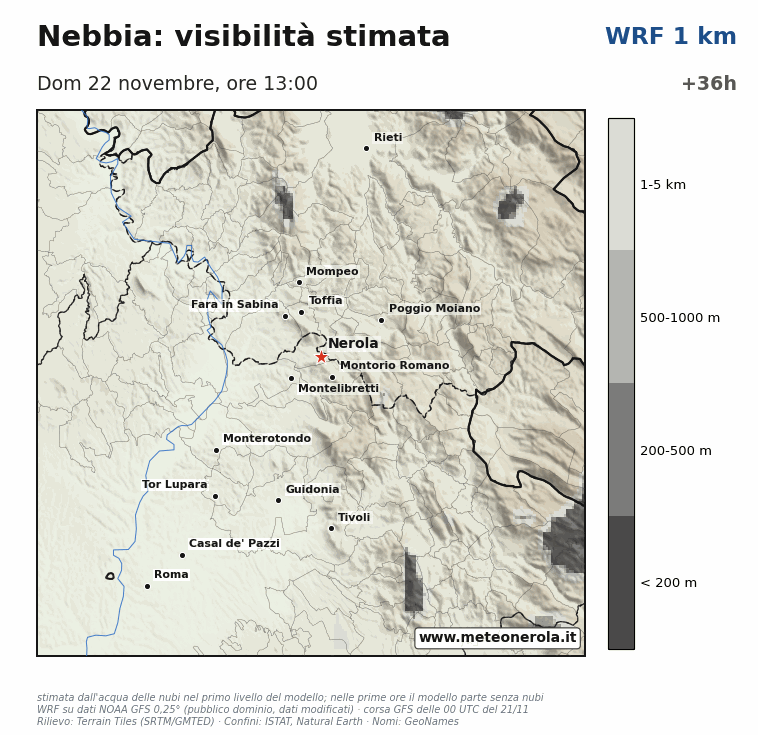 Nebbia: visibilità stimata
WRF 1 km
Dom 22 novembre, ore 13:00
+36h
Rieti
1-5 km
Mompeo
Fara in Sabina
Toffia
Poggio Moiano
500-1000 m
Nerola
Montorio Romano
Montelibretti
Monterotondo
200-500 m
Tor Lupara
Guidonia
Tivoli
Casal de' Pazzi
Roma
< 200 m
www.meteonerola.it
stimata dall'acqua delle nubi nel primo livello del modello; nelle prime ore il modello parte senza nubi
WRF su dati NOAA GFS 0,25° (pubblico dominio, dati modificati) · corsa GFS delle 00 UTC del 21/11
Rilievo: Terrain Tiles (SRTM/GMTED) · Confini: ISTAT, Natural Earth · Nomi: GeoNames